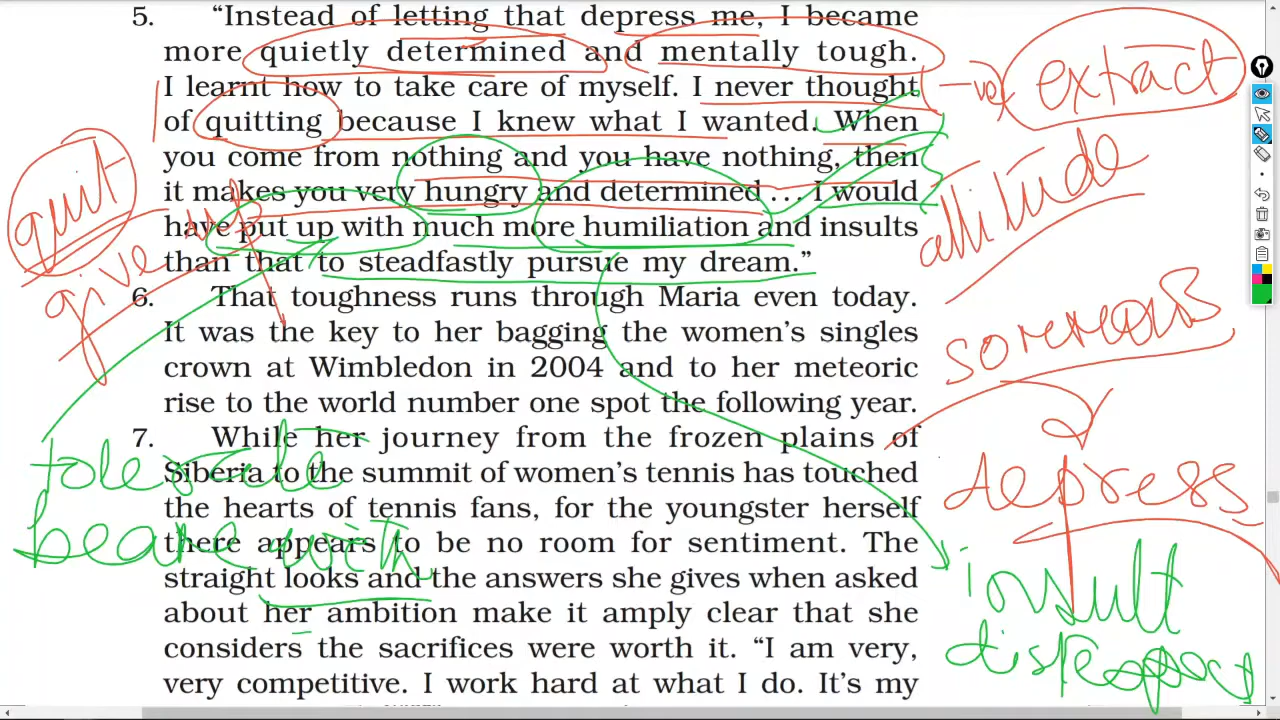 5. “Instead of letting that depress me, I became
more quietly determined and mentally tough.
I learnt how to take care of myself. I never thought
of quitting because I knew what I wanted. When
you come from nothing and you have nothing, then
it makes you very hungry and determined ... I would
have put up with much more humiliation and insults
than that to steadfastly pursue my dream.”
6. That toughness runs through Maria even today.
It was the key to her bagging the women’s singles
crown at Wimbledon in 2004 and to her meteoric
rise to the world number one spot the following year.
7. While her journey from the frozen plains of
Siberia to the summit of women’s tennis has touched
the hearts of tennis fans, for the youngster herself
there appears to be no room for sentiment. The
straight looks and the answers she gives when asked
about her ambition make it amply clear that she
considers the sacrifices were worth it. “I am very,
very competitive. I work hard at what I do. It’s my
quit
give up
tolerate
beare with
-ve
extract
attitude
depress
insult